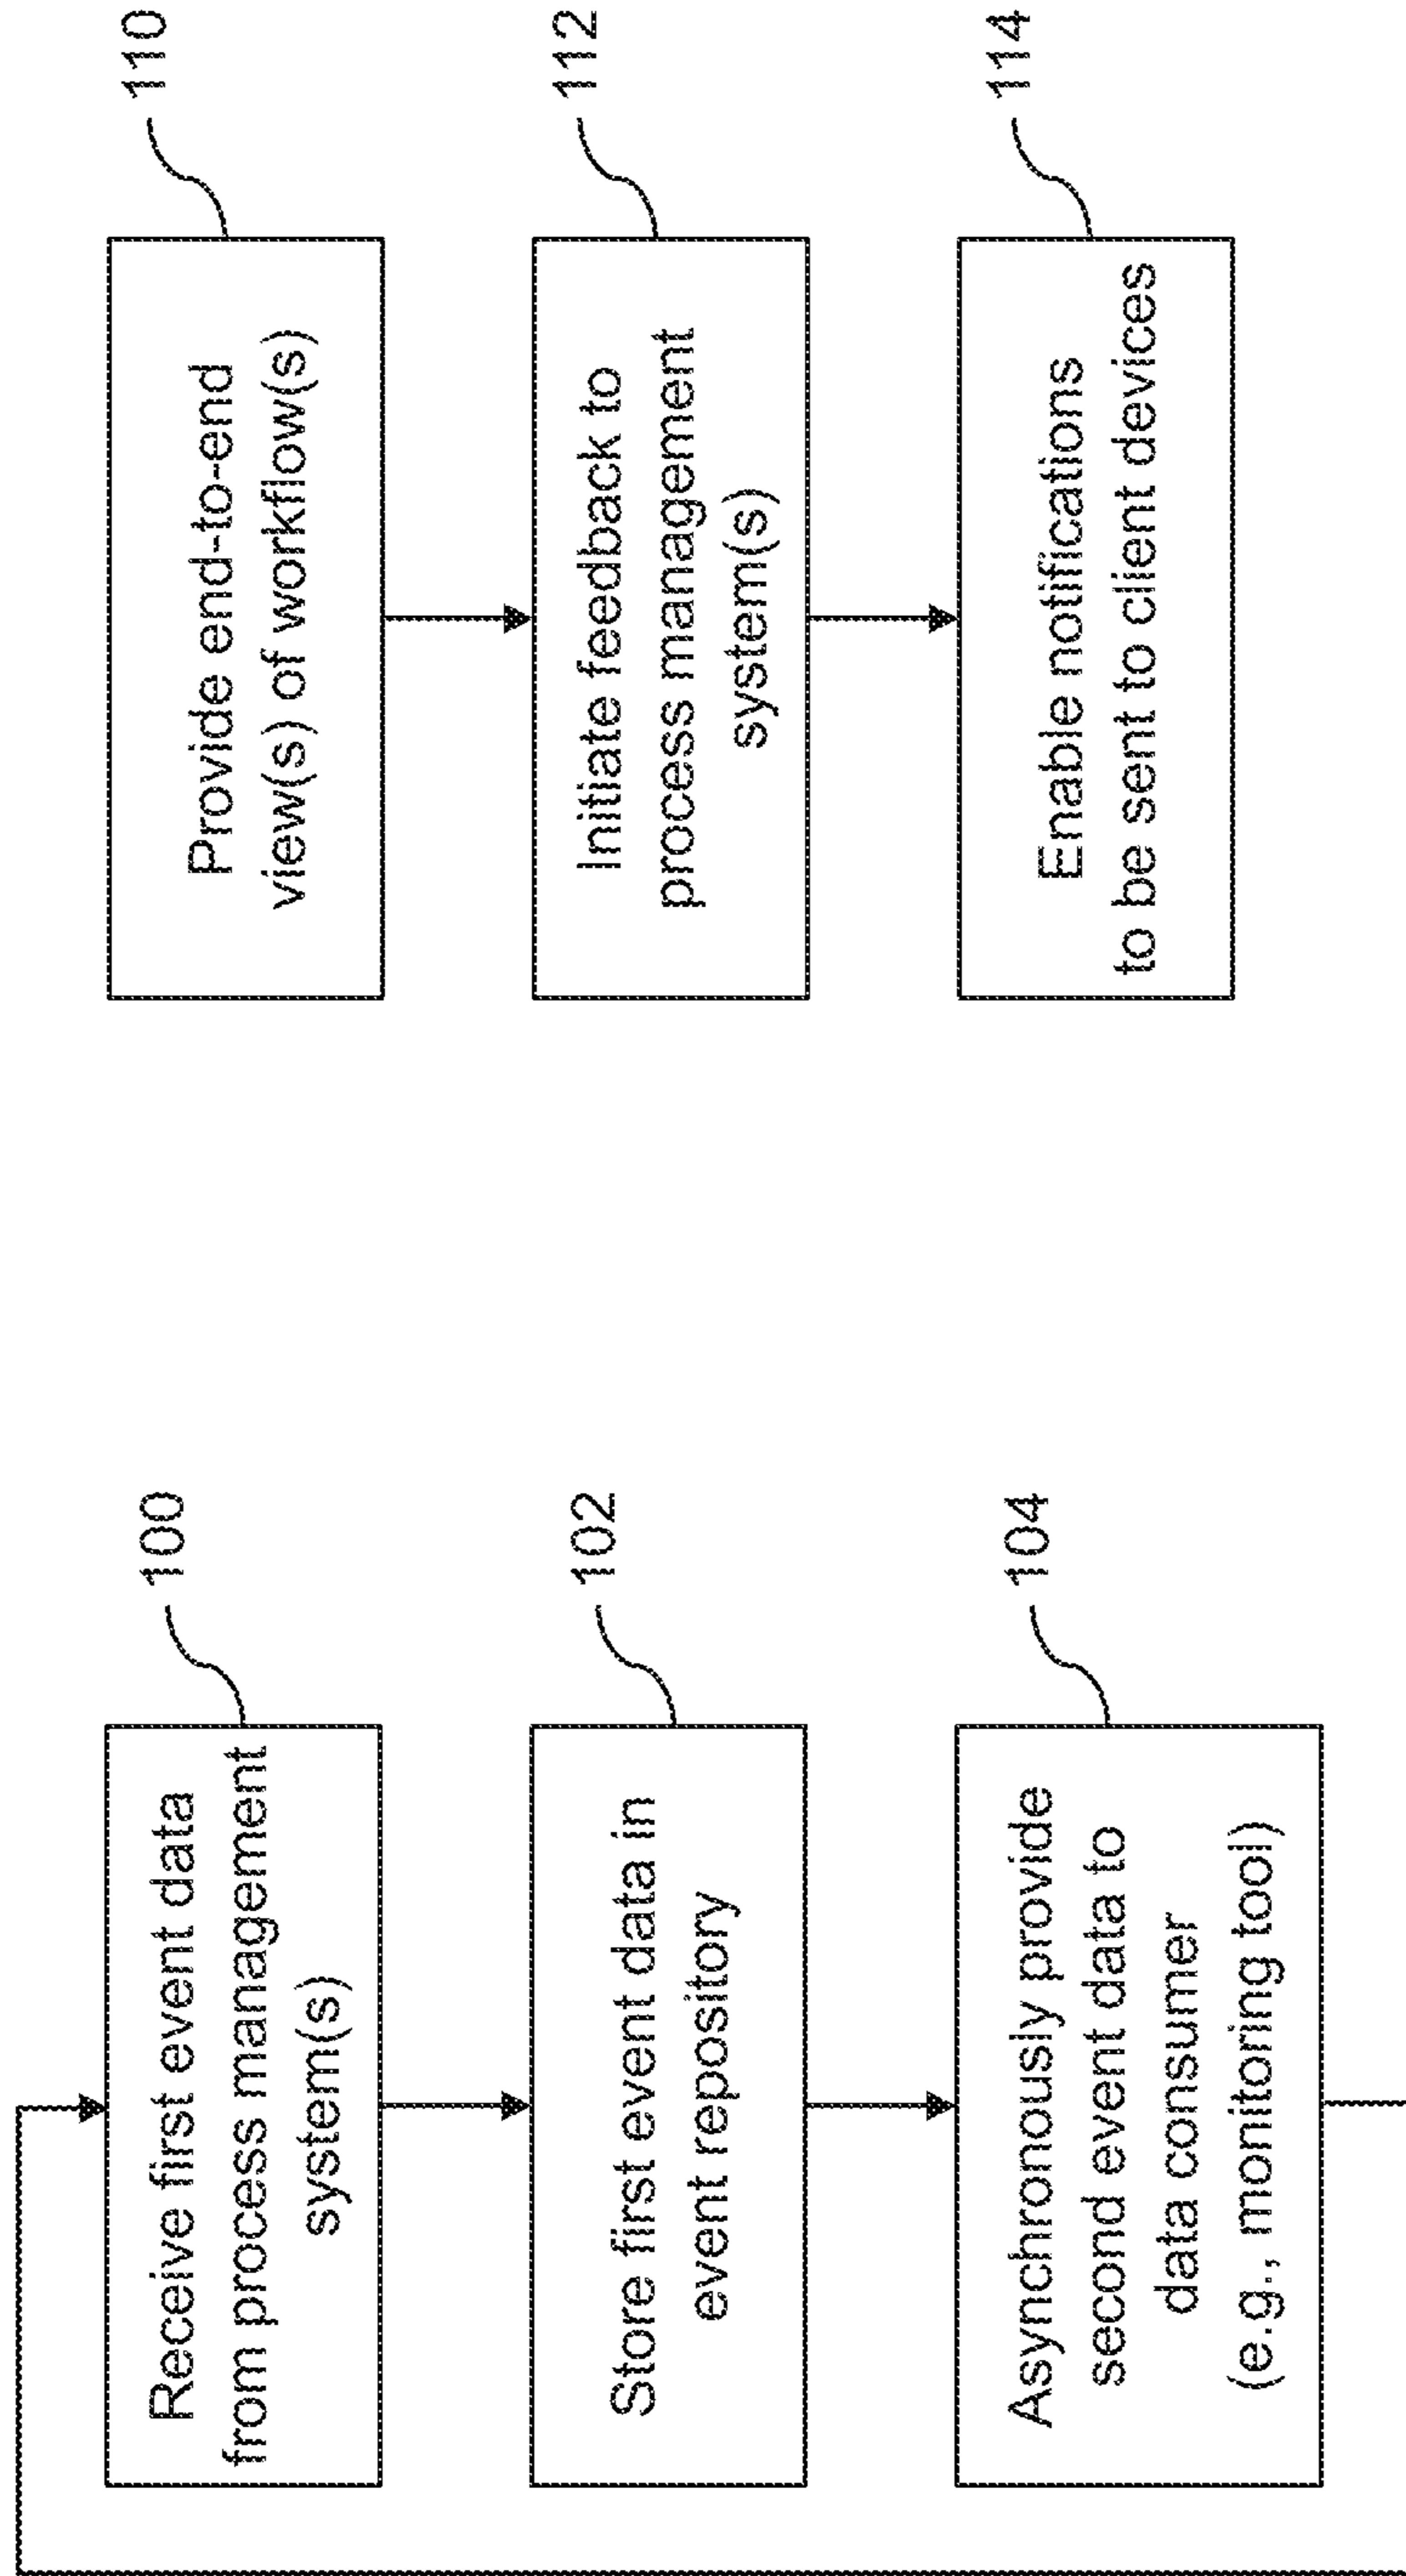 100
Receive first event data
from process management
system(s)
102
Store first event data in
event repository
104
Asynchronously provide
second event data to
data consumer
(e.g., monitoring tool)
110
Provide end-to-end
view(s) of workflow(s)
112
Initiate feedback to
process management
system(s)
114
Enable notifications
to be sent to client devices